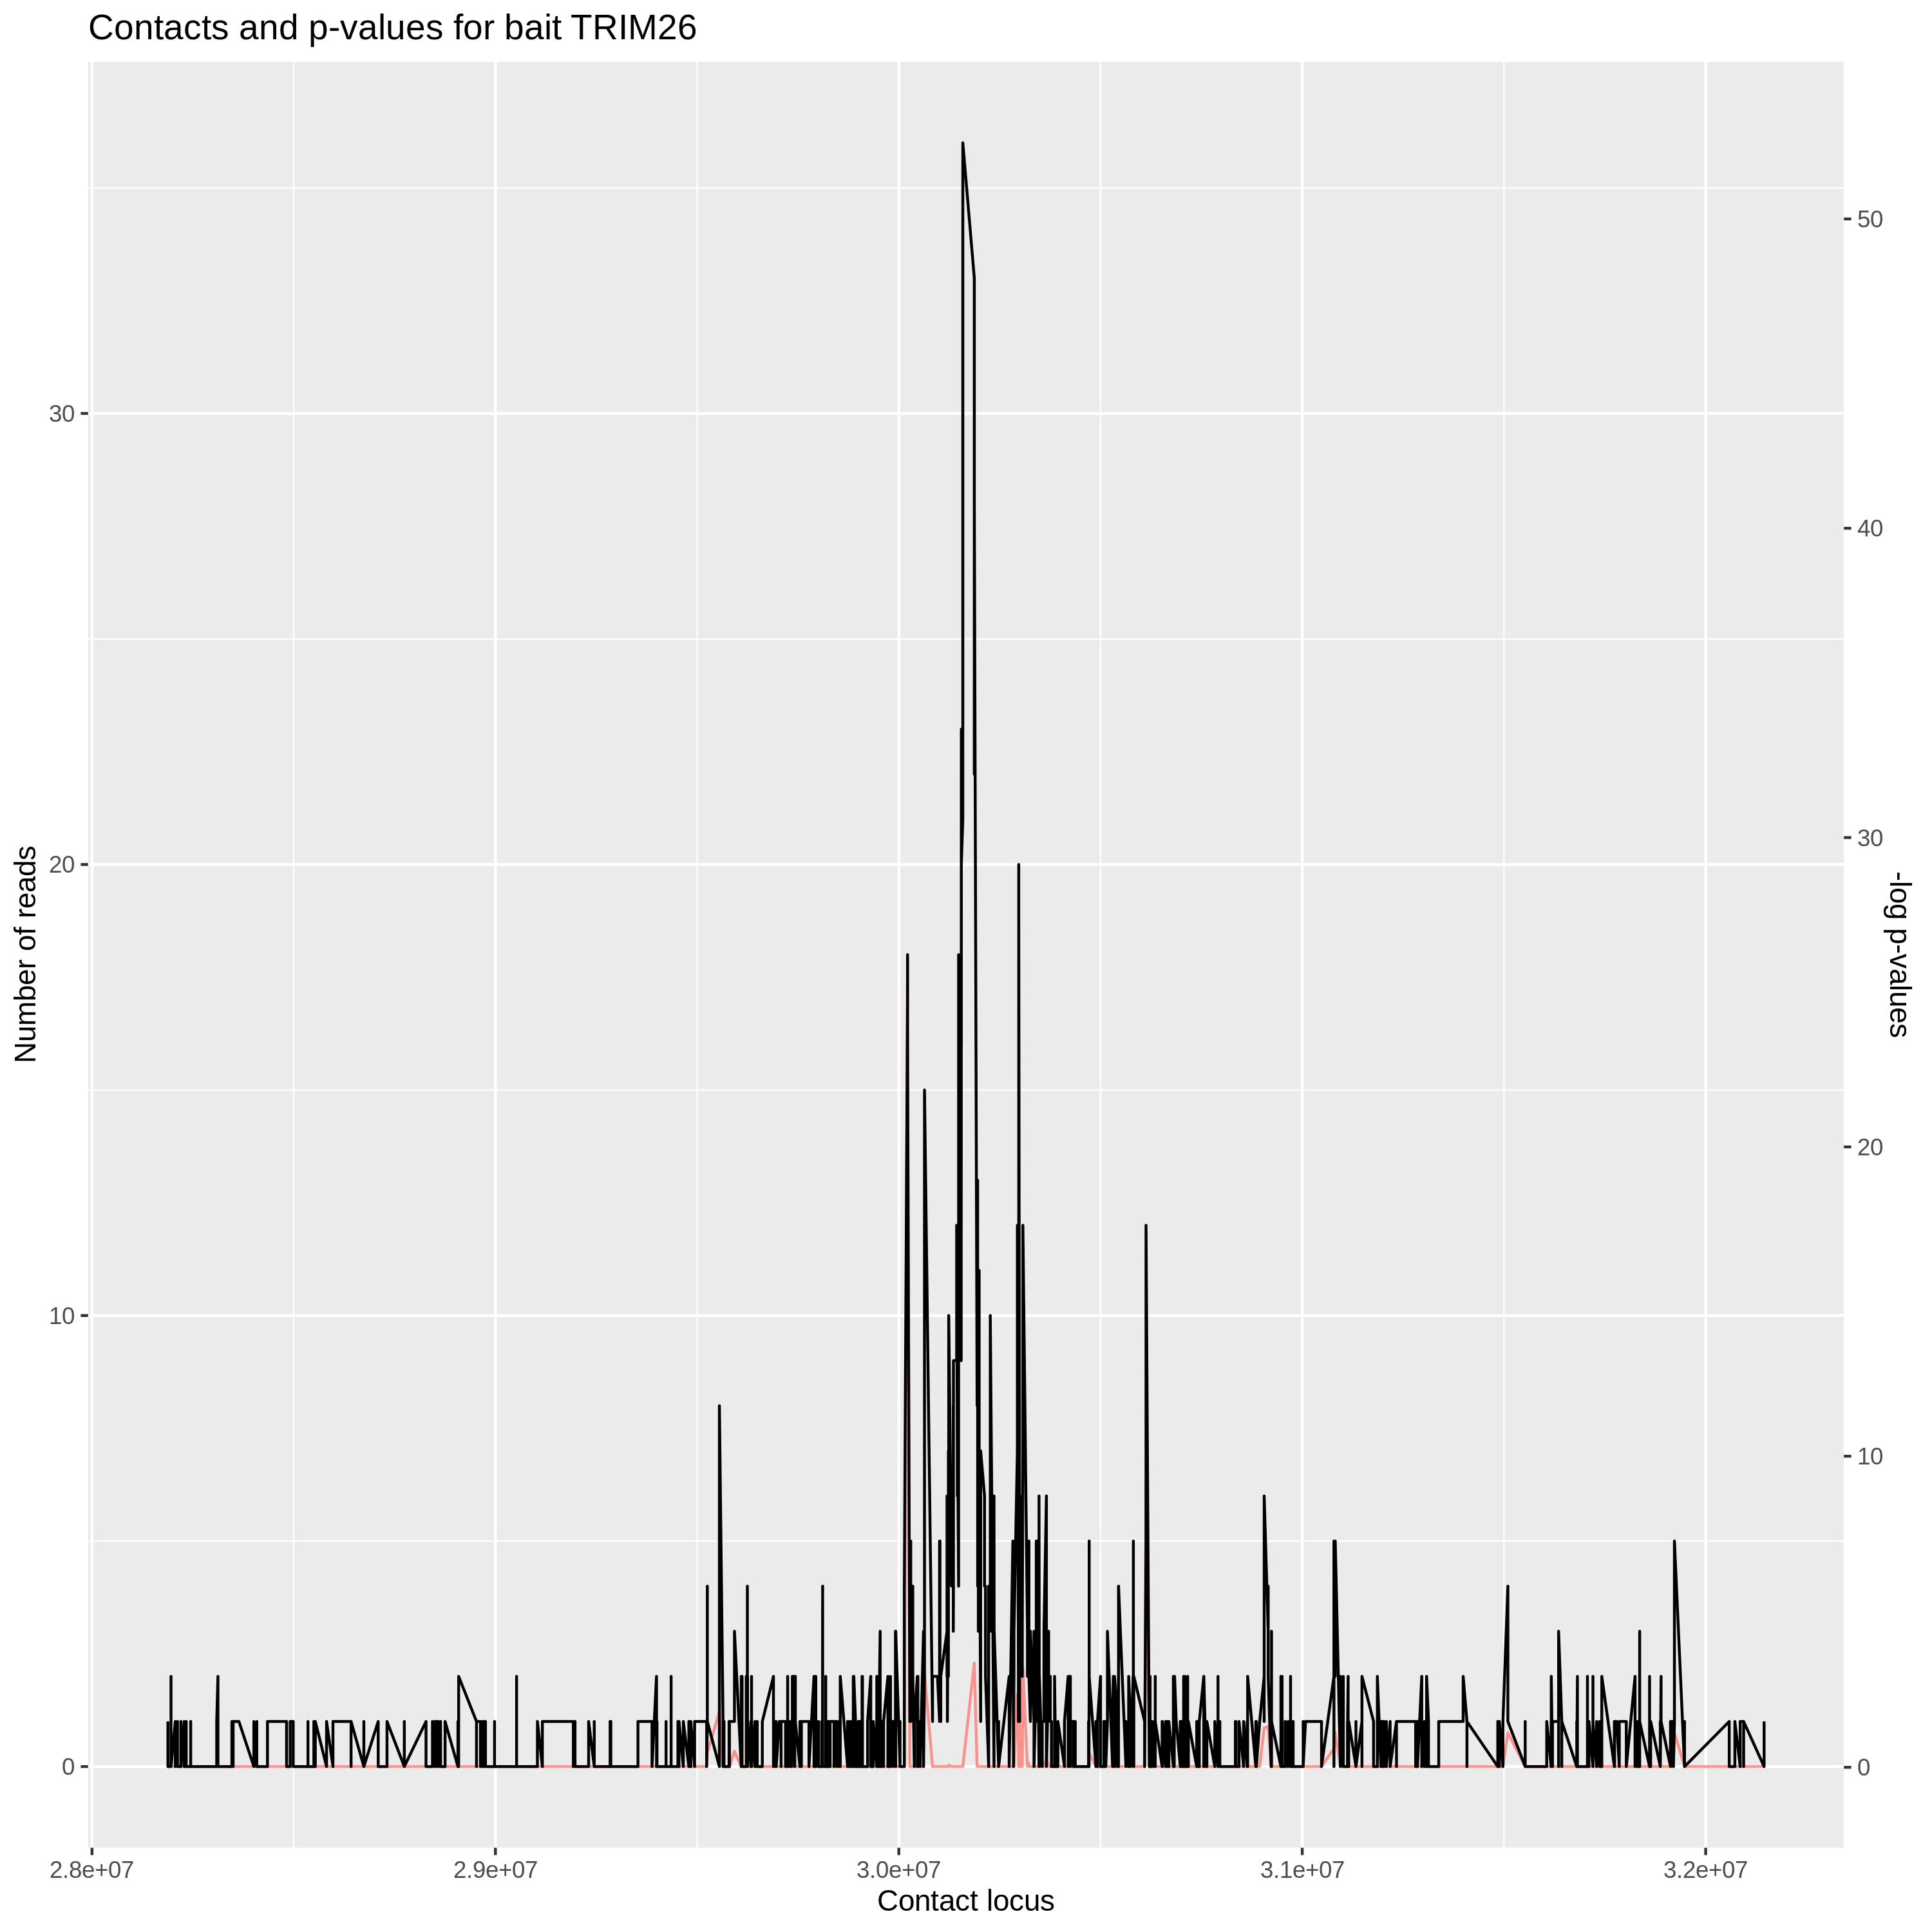 Contacts and p-values for bait TRIM26
Number of reads
30
20
10
0
50
40
30
20
10
0
-log p-values
2.8e+07 2.9e+07 3.0e+07 3.1e+07 3.2e+07
Contact locus